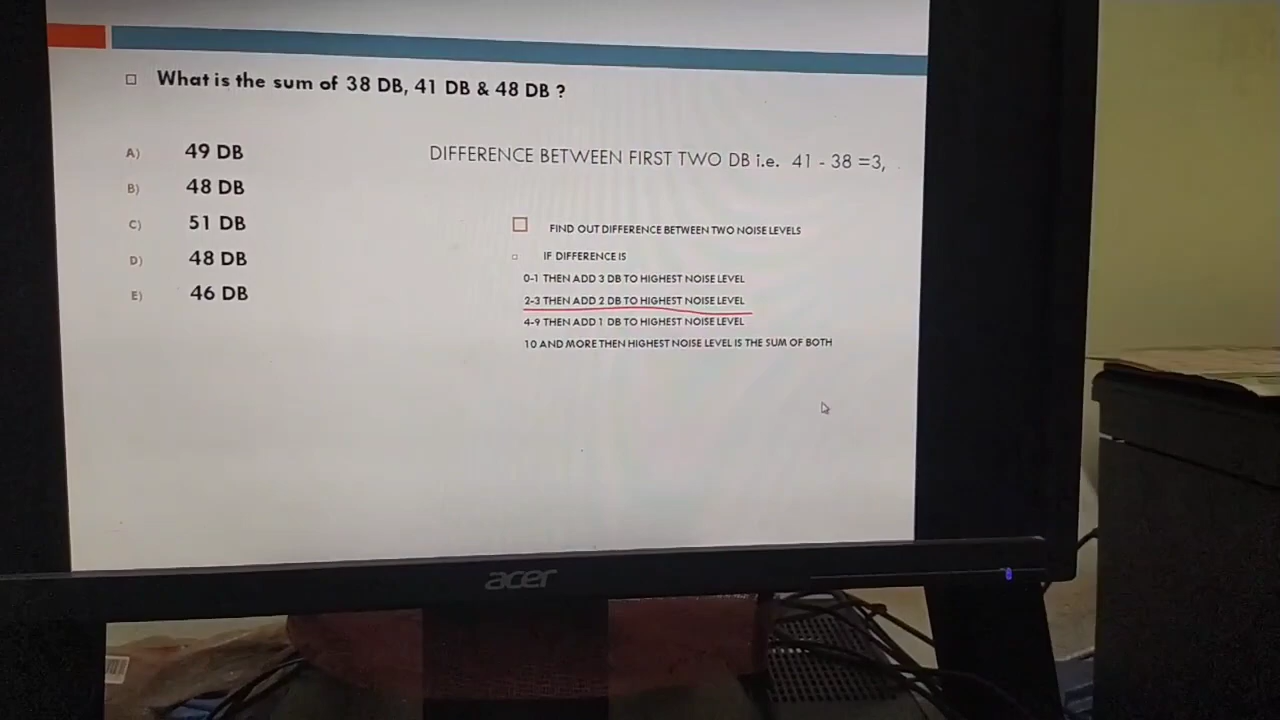 What is the sum of 38 DB, 41 DB & 48 DB ?
A) 49 DB
B) 48 DB
C) 51 DB
D) 48 DB
E) 46 DB
DIFFERENCE BETWEEN FIRST TWO DB i.e. 41 - 38 =3,
FIND OUT DIFFERENCE BETWEEN TWO NOISE LEVELS
IF DIFFERENCE IS
0-1 THEN ADD 3 DB TO HIGHEST NOISE LEVEL
2-3 THEN ADD 2 DB TO HIGHEST NOISE LEVEL
4-9 THEN ADD 1 DB TO HIGHEST NOISE LEVEL
10 AND MORE THEN HIGHEST NOISE LEVEL IS THE SUM OF BOTH
acer